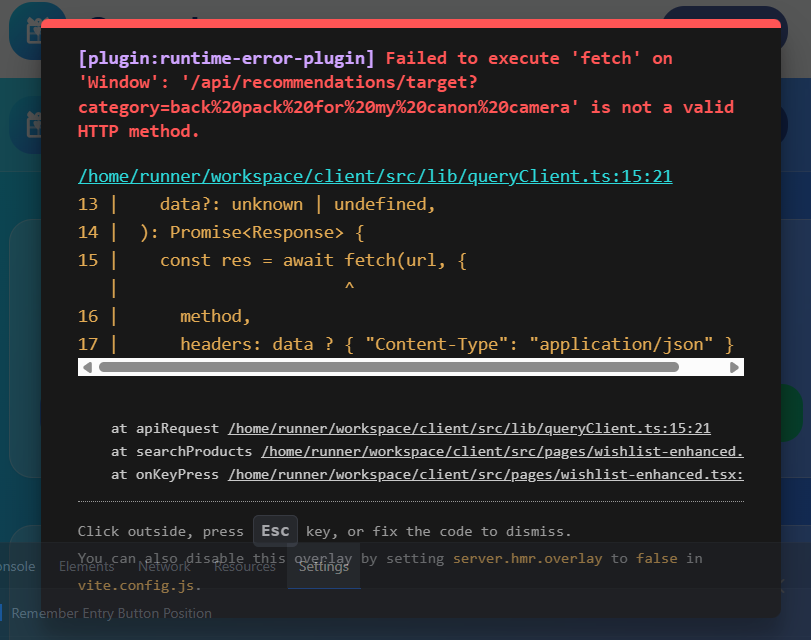 [plugin:runtime-error-plugin] Failed to execute 'fetch' on
'Window': '/api/recommendations/target?
category=back%20pack%20for%20my%20canon%20camera' is not a valid
HTTP method.
/home/runner/workspace/client/src/lib/queryClient.ts:15:21
13 |    data?: unknown | undefined,
14 |  ): Promise<Response> {
15 |    const res = await fetch(url, {
   |                      ^
16 |      method,
17 |      headers: data ? { "Content-Type": "application/json" }
at apiRequest /home/runner/workspace/client/src/lib/queryClient.ts:15:21
at searchProducts /home/runner/workspace/client/src/pages/wishlist-enhanced.
at onKeyPress /home/runner/workspace/client/src/pages/wishlist-enhanced.tsx:
Click outside, press Esc key, or fix the code to dismiss.
You can also disable this overlay by setting server.hmr.overlay to false in
nsole Elements Network Resources Settings
vite.config.js.
Remember Entry Button Position